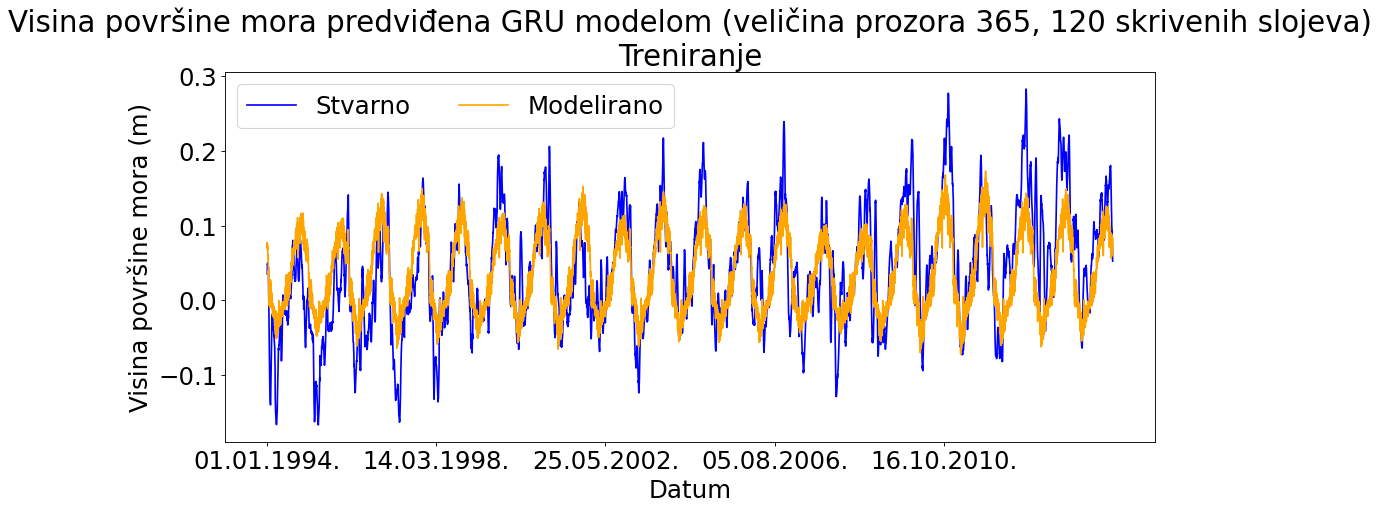 Visina površine mora predviđena GRU modelom (veličina prozora 365, 120 skrivenih slojeva)
Treniranje
Stvarno Modelirano
Visina površine mora (m)
0.3
0.2
0.1
0.0
−0.1
01.01.1994. 14.03.1998. 25.05.2002. 05.08.2006. 16.10.2010.
Datum